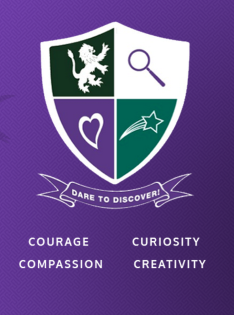 DARE TO DISCOVER!
COURAGE CURIOSITY
COMPASSION CREATIVITY